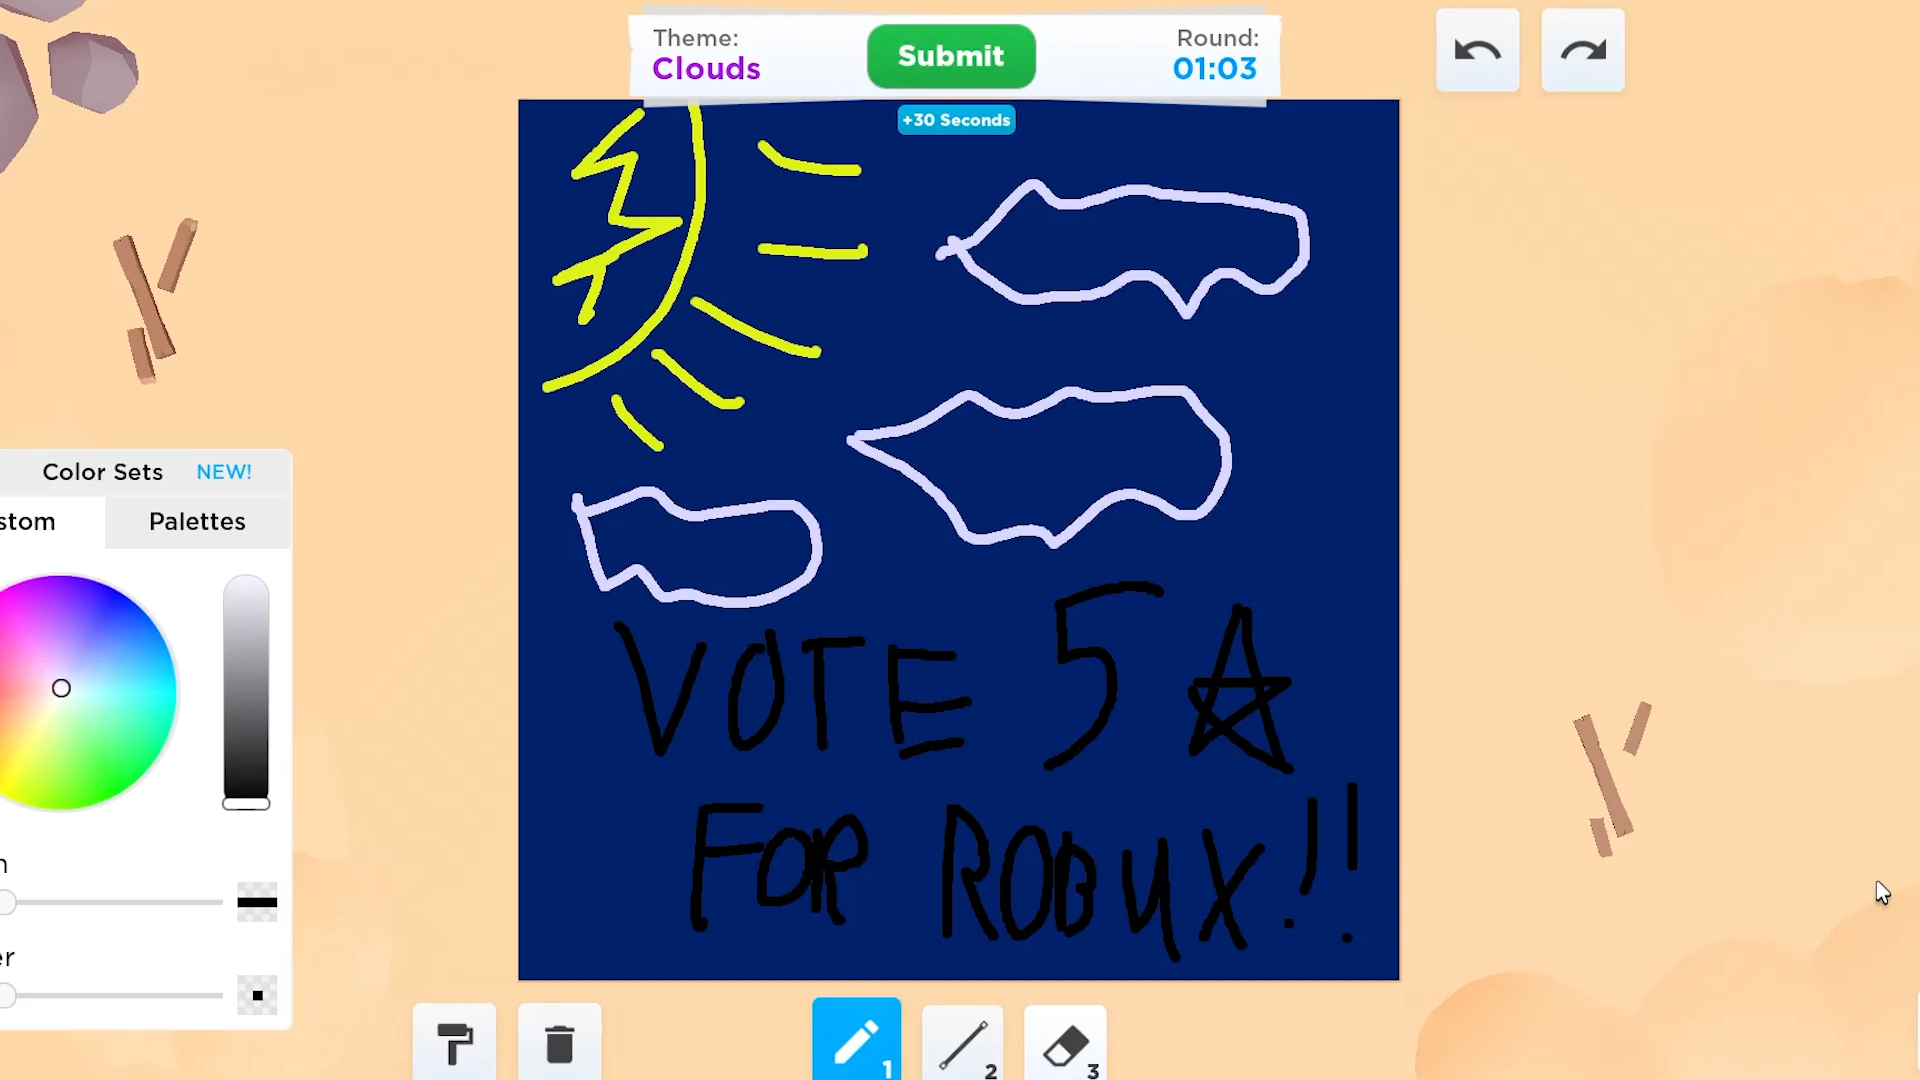 Theme:
Clouds
Submit
Round:
01:03
+30 Seconds
Color Sets NEW!
stom
Palettes
n
er
VOTE 5
FOR ROBUX!!
1
2
3